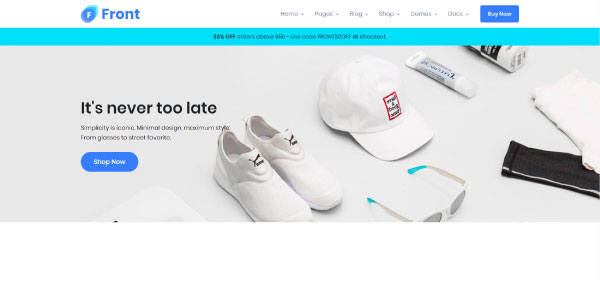 Front
Home Pages Blog Shop Demos Docs Buy Now
30% OFF orders above $50 – Use code FRONT30OFF at checkout.
It's never too late
Simplicity is iconic. Minimal design, maximum style.
From glasses to street favorite.
Shop Now